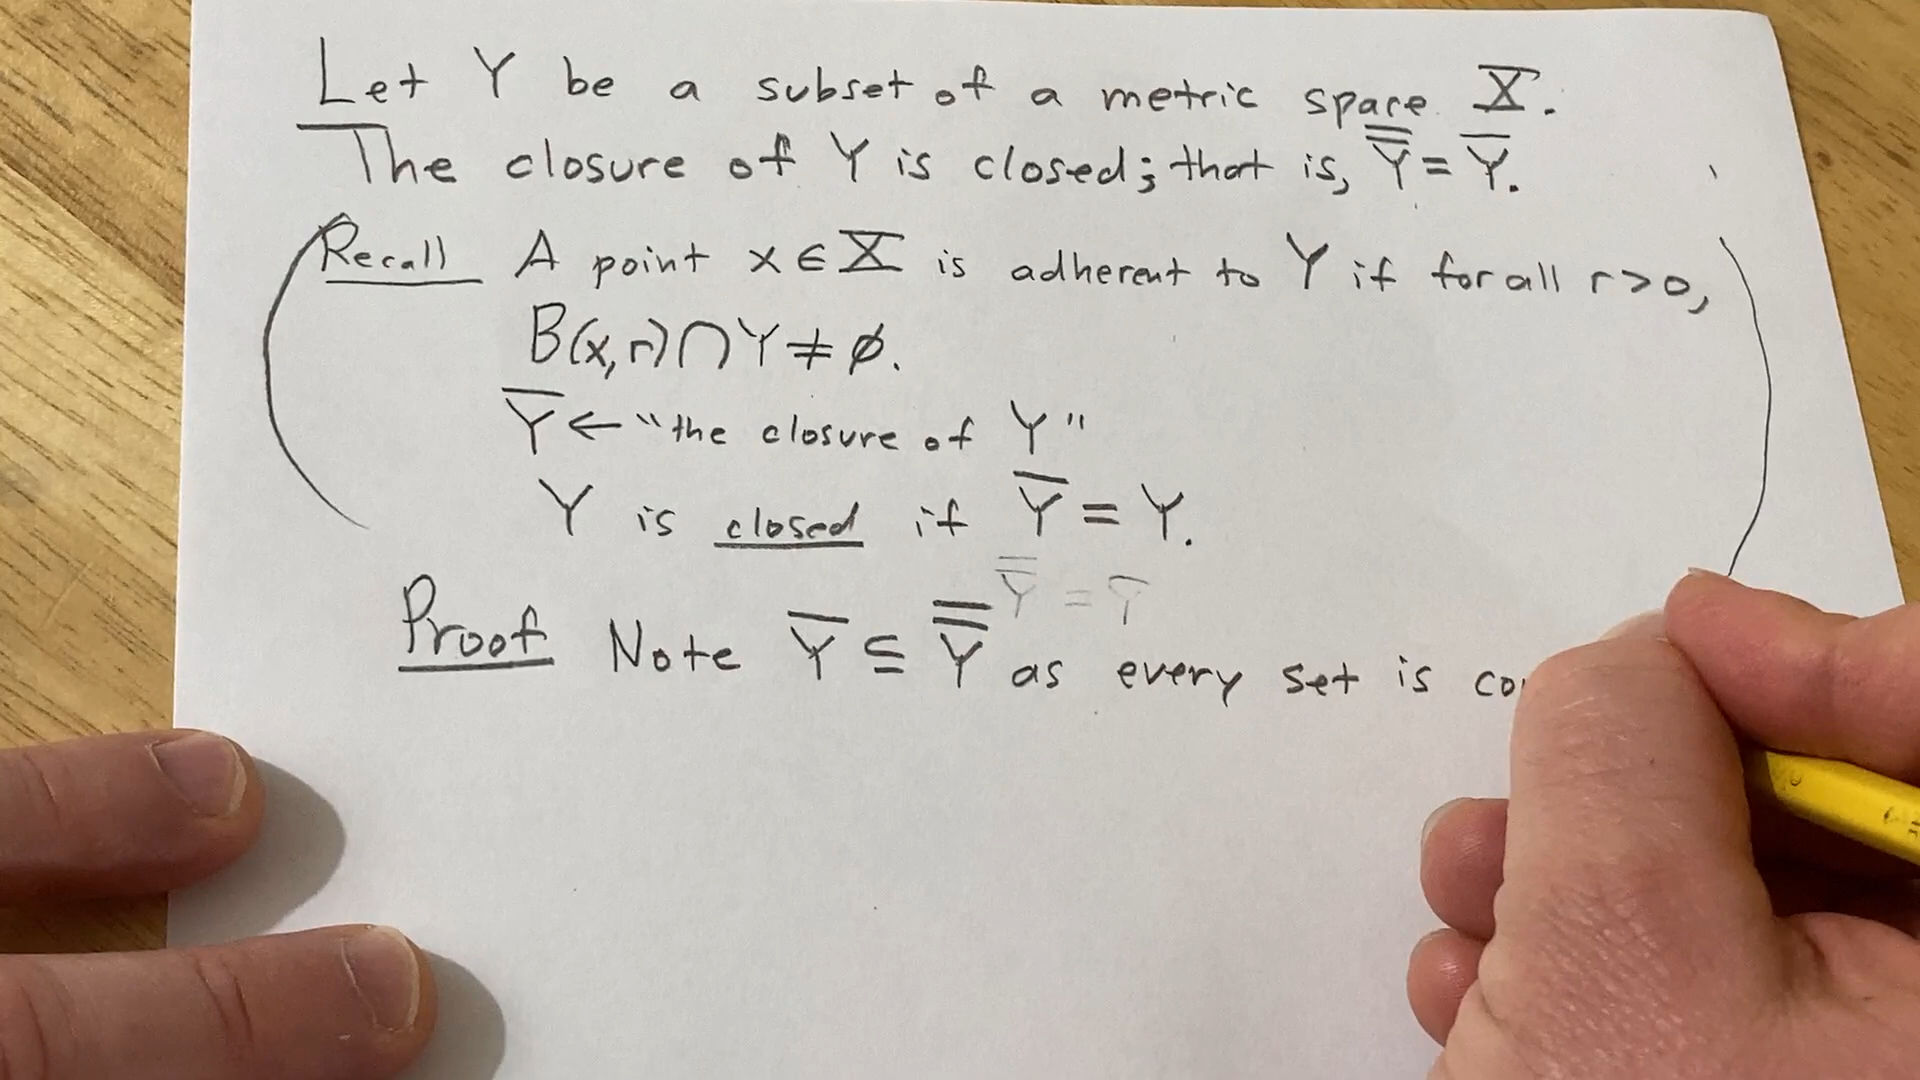 Let Y be a subset of a metric space X.
The closure of Y is closed; that is, Y̿ = Y̅.
Recall A point x ∈ X is adherent to Y if for all r > 0,
B(x, r) ∩ Y ≠ ∅.
Y̅ ← "the closure of Y"
Y is closed if Y̅ = Y.
Y̿ = Y̅
Proof Note Y̅ ⊆ Y̿ as every set is